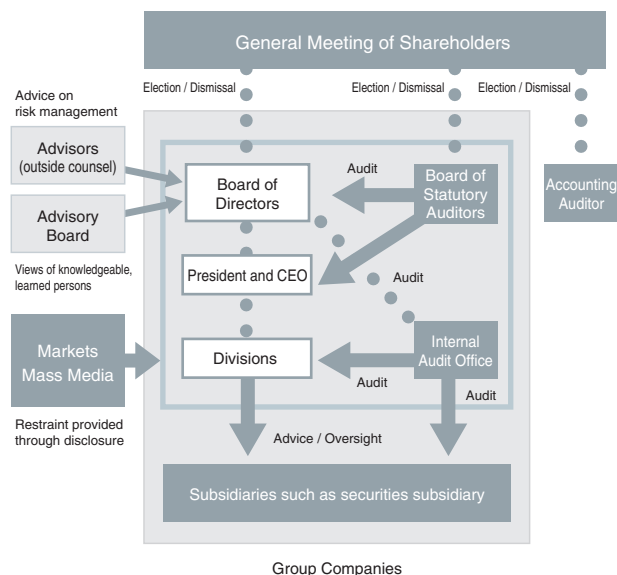 General Meeting of Shareholders
Election / Dismissal
Election / Dismissal
Election / Dismissal
Advice on
risk management
Advisors
(outside counsel)
Advisory
Board
Views of knowledgeable,
learned persons
Board of
Directors
Audit
Board of
Statutory
Auditors
Accounting
Auditor
President and CEO
Audit
Markets
Mass Media
Restraint provided
through disclosure
Divisions
Audit
Internal
Audit Office
Audit
Advice / Oversight
Subsidiaries such as securities subsidiary
Group Companies